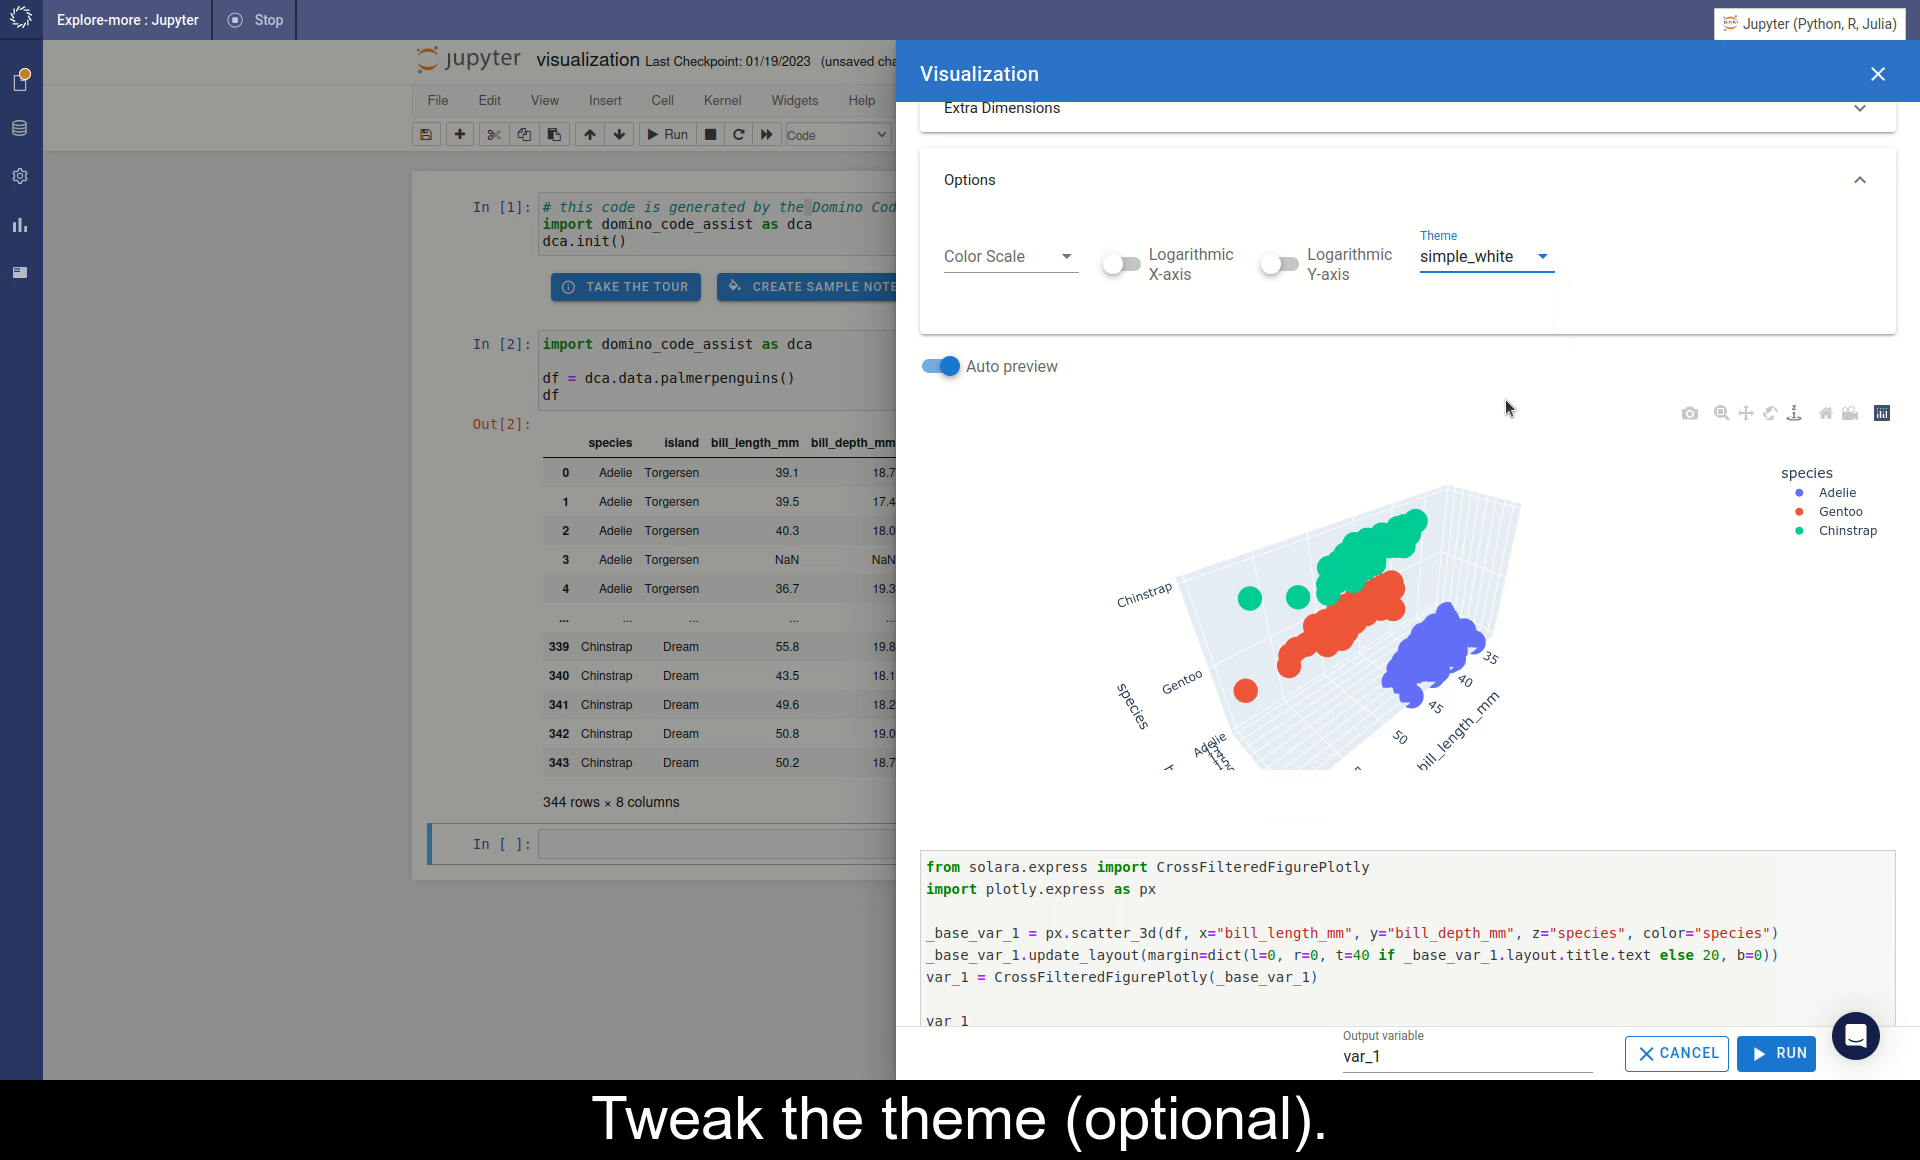 Explore-more : Jupyter
Stop
Jupyter (Python, R, Julia)
jupyter visualization Last Checkpoint: 01/19/2023 (unsaved cha
File Edit View Insert Cell Kernel Widgets Help
Run Code
In [1]: # this code is generated by the Domino Cod
import domino_code_assist as dca
dca.init()
TAKE THE TOUR
CREATE SAMPLE NOTE
In [2]: import domino_code_assist as dca
df = dca.data.palmerpenguins()
df
Out[2]:
species island bill_length_mm bill_depth_mm
0 Adelie Torgersen 39.1 18.7
1 Adelie Torgersen 39.5 17.4
2 Adelie Torgersen 40.3 18.0
3 Adelie Torgersen NaN NaN
4 Adelie Torgersen 36.7 19.3
... ... ... ... ...
339 Chinstrap Dream 55.8 19.8
340 Chinstrap Dream 43.5 18.1
341 Chinstrap Dream 49.6 18.2
342 Chinstrap Dream 50.8 19.0
343 Chinstrap Dream 50.2 18.7
344 rows × 8 columns
In [ ]:
Visualization
Extra Dimensions
Options
Color Scale
Logarithmic
X-axis
Logarithmic
Y-axis
Theme
simple_white
Auto preview
species
Adelie
Gentoo
Chinstrap
Chinstrap
Gentoo
Adelie
species
35
40
45
50
bill_length_mm
from solara.express import CrossFilteredFigurePlotly
import plotly.express as px
_base_var_1 = px.scatter_3d(df, x="bill_length_mm", y="bill_depth_mm", z="species", color="species")
_base_var_1.update_layout(margin=dict(l=0, r=0, t=40 if _base_var_1.layout.title.text else 20, b=0))
var_1 = CrossFilteredFigurePlotly(_base_var_1)
var_1
Output variable
var_1
CANCEL
RUN
Tweak the theme (optional).